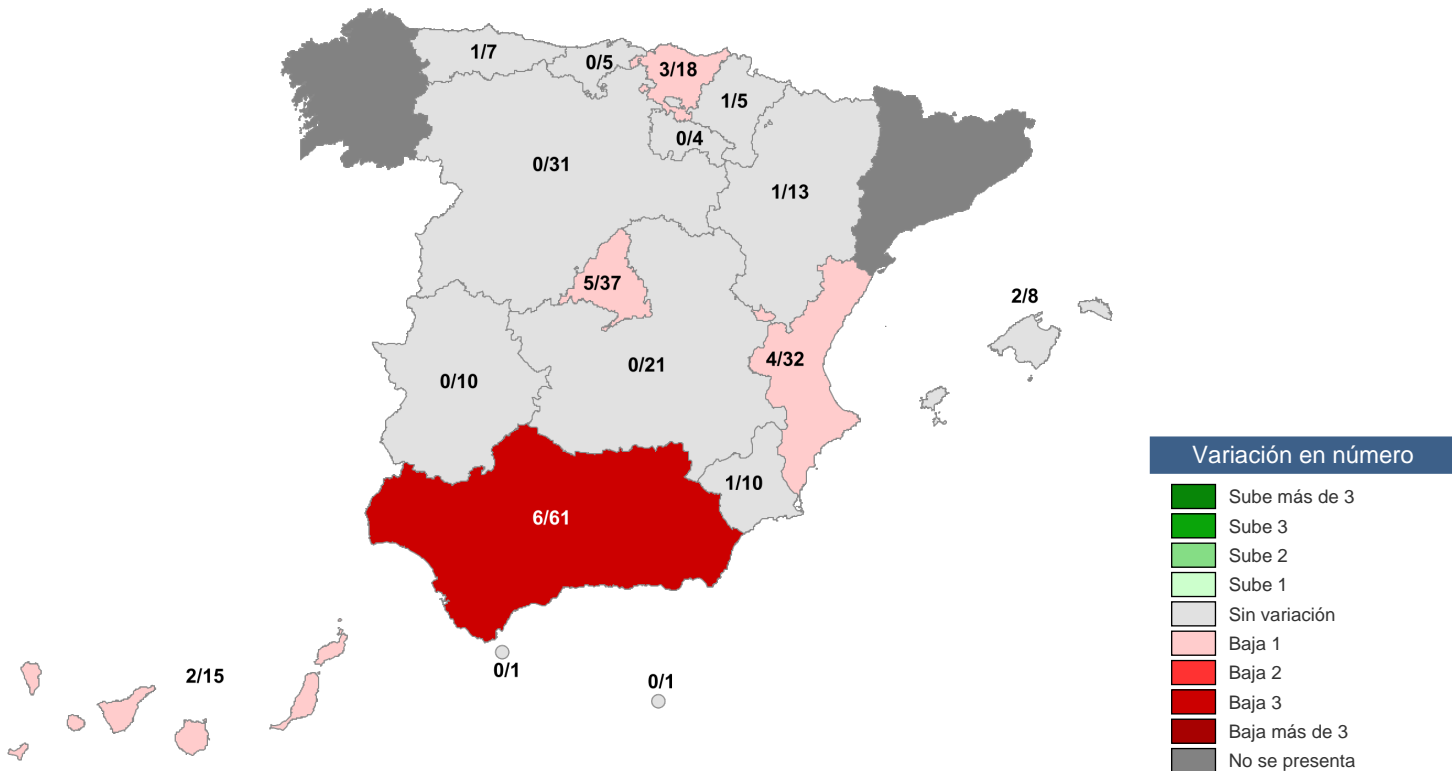 1/7
0/5
3/18
1/5
0/4
0/31
1/13
5/37
2/8
4/32
0/21
0/10
1/10
6/61
2/15
0/1
0/1
Variación en número
Sube más de 3
Sube 3
Sube 2
Sube 1
Sin variación
Baja 1
Baja 2
Baja 3
Baja más de 3
No se presenta